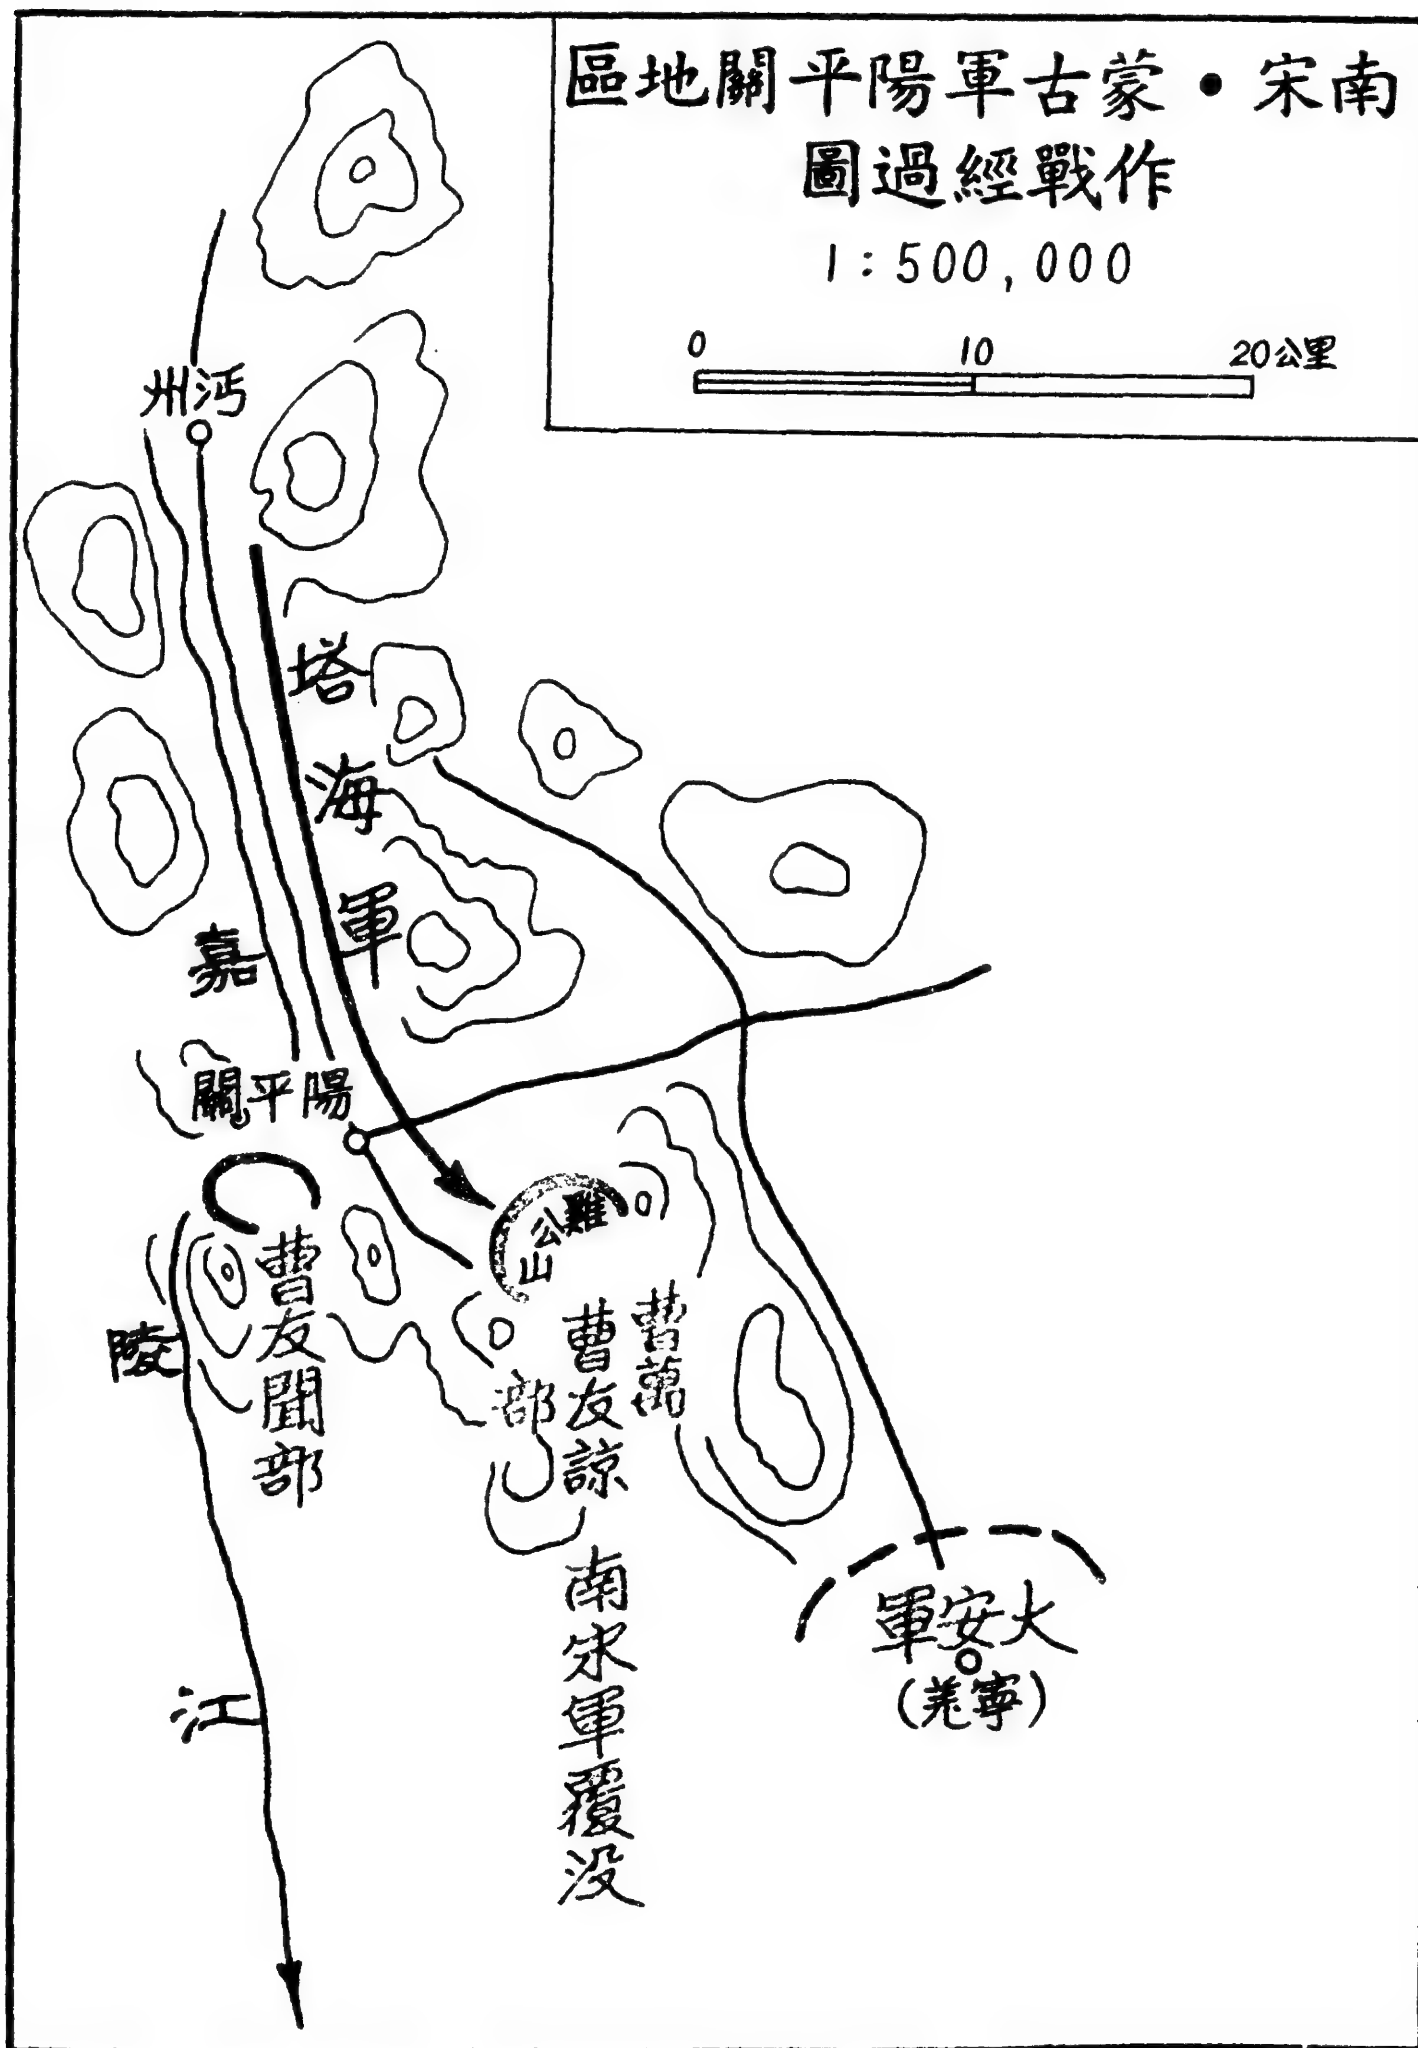 南宋・蒙古軍陽平關地區
作戰經過圖
1:500,000
0 10 20公里
沔州
塔海軍
嘉陵江
陽平關
雞公山
曹友聞部
曹萬
曹友諒
部
南宋軍覆没
大安軍
(寧羌)